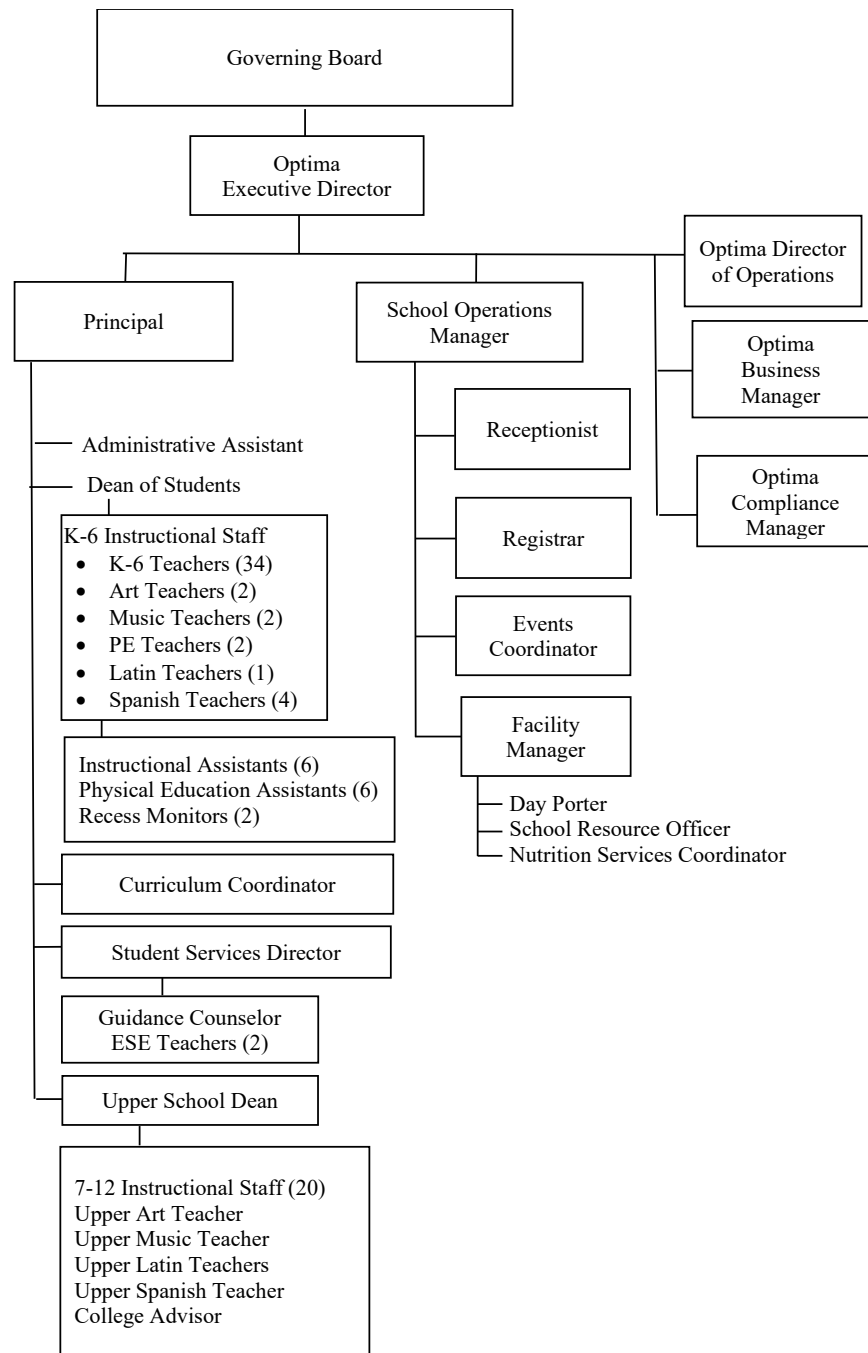 Governing Board
Optima
Executive Director
Optima Director
of Operations
Principal
School Operations
Manager
Optima
Business
Manager
Receptionist
Administrative Assistant
Dean of Students
Optima
Compliance
Manager
K-6 Instructional Staff
• K-6 Teachers (34)
• Art Teachers (2)
• Music Teachers (2)
• PE Teachers (2)
• Latin Teachers (1)
• Spanish Teachers (4)
Registrar
Events
Coordinator
Facility
Manager
Instructional Assistants (6)
Physical Education Assistants (6)
Recess Monitors (2)
Day Porter
School Resource Officer
Nutrition Services Coordinator
Curriculum Coordinator
Student Services Director
Guidance Counselor
ESE Teachers (2)
Upper School Dean
7-12 Instructional Staff (20)
Upper Art Teacher
Upper Music Teacher
Upper Latin Teachers
Upper Spanish Teacher
College Advisor